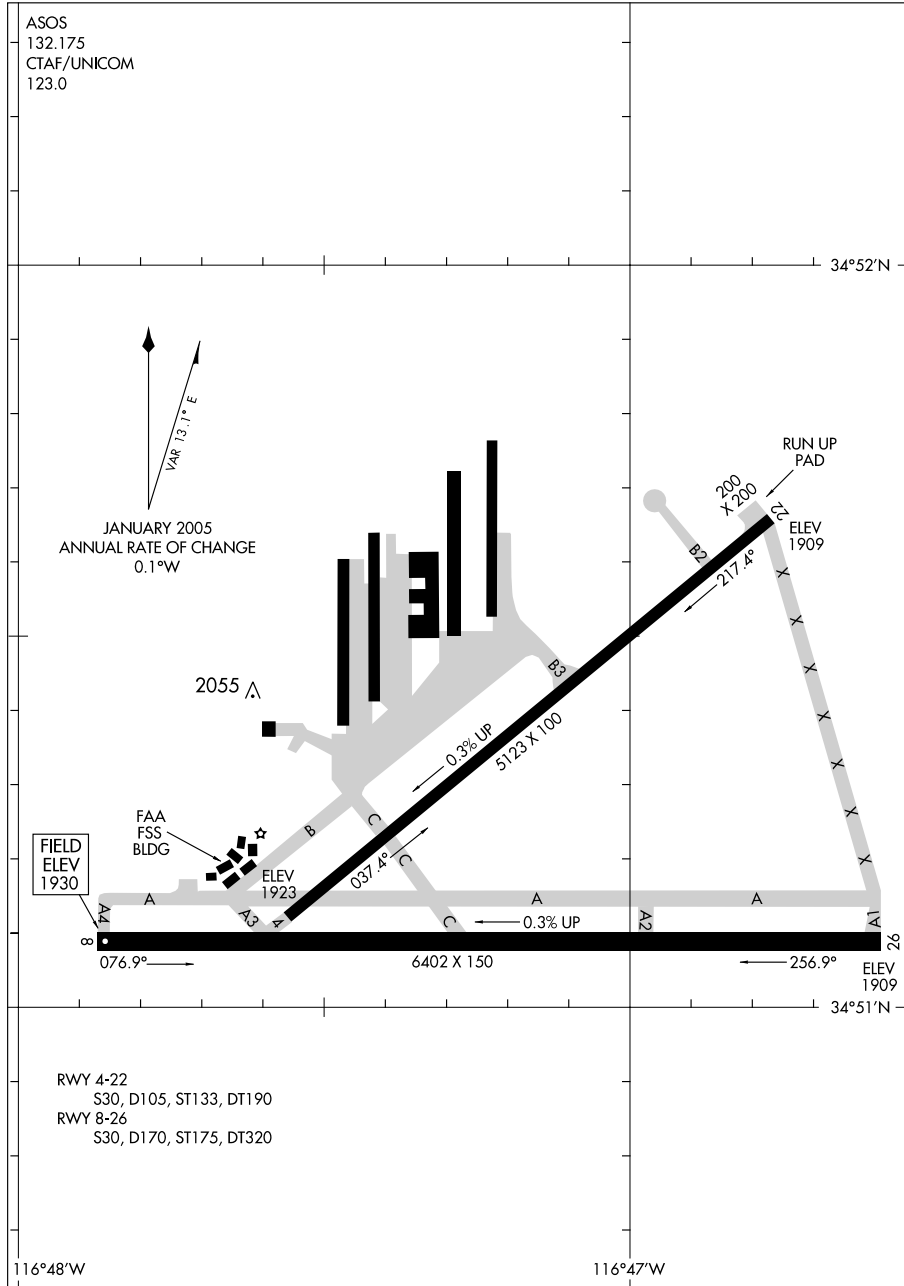 ASOS
132.175
CTAF/UNICOM
123.0
34°52'N
VAR 13.1° E
JANUARY 2005
ANNUAL RATE OF CHANGE
0.1°W
RUN UP
PAD
200
X 200
22
ELEV
1909
B2
217.4°
X
X
X
X
X
X
X
B3
2055
0.3% UP
5123 X 100
FAA
FSS
BLDG
B
C
C
037.4°
FIELD
ELEV
1930
ELEV
1923
A
A
A
A4
A3
4
C
0.3% UP
A2
A1
8
26
076.9°
6402 X 150
256.9°
ELEV
1909
34°51'N
RWY 4-22
S30, D105, ST133, DT190
RWY 8-26
S30, D170, ST175, DT320
116°48'W
116°47'W